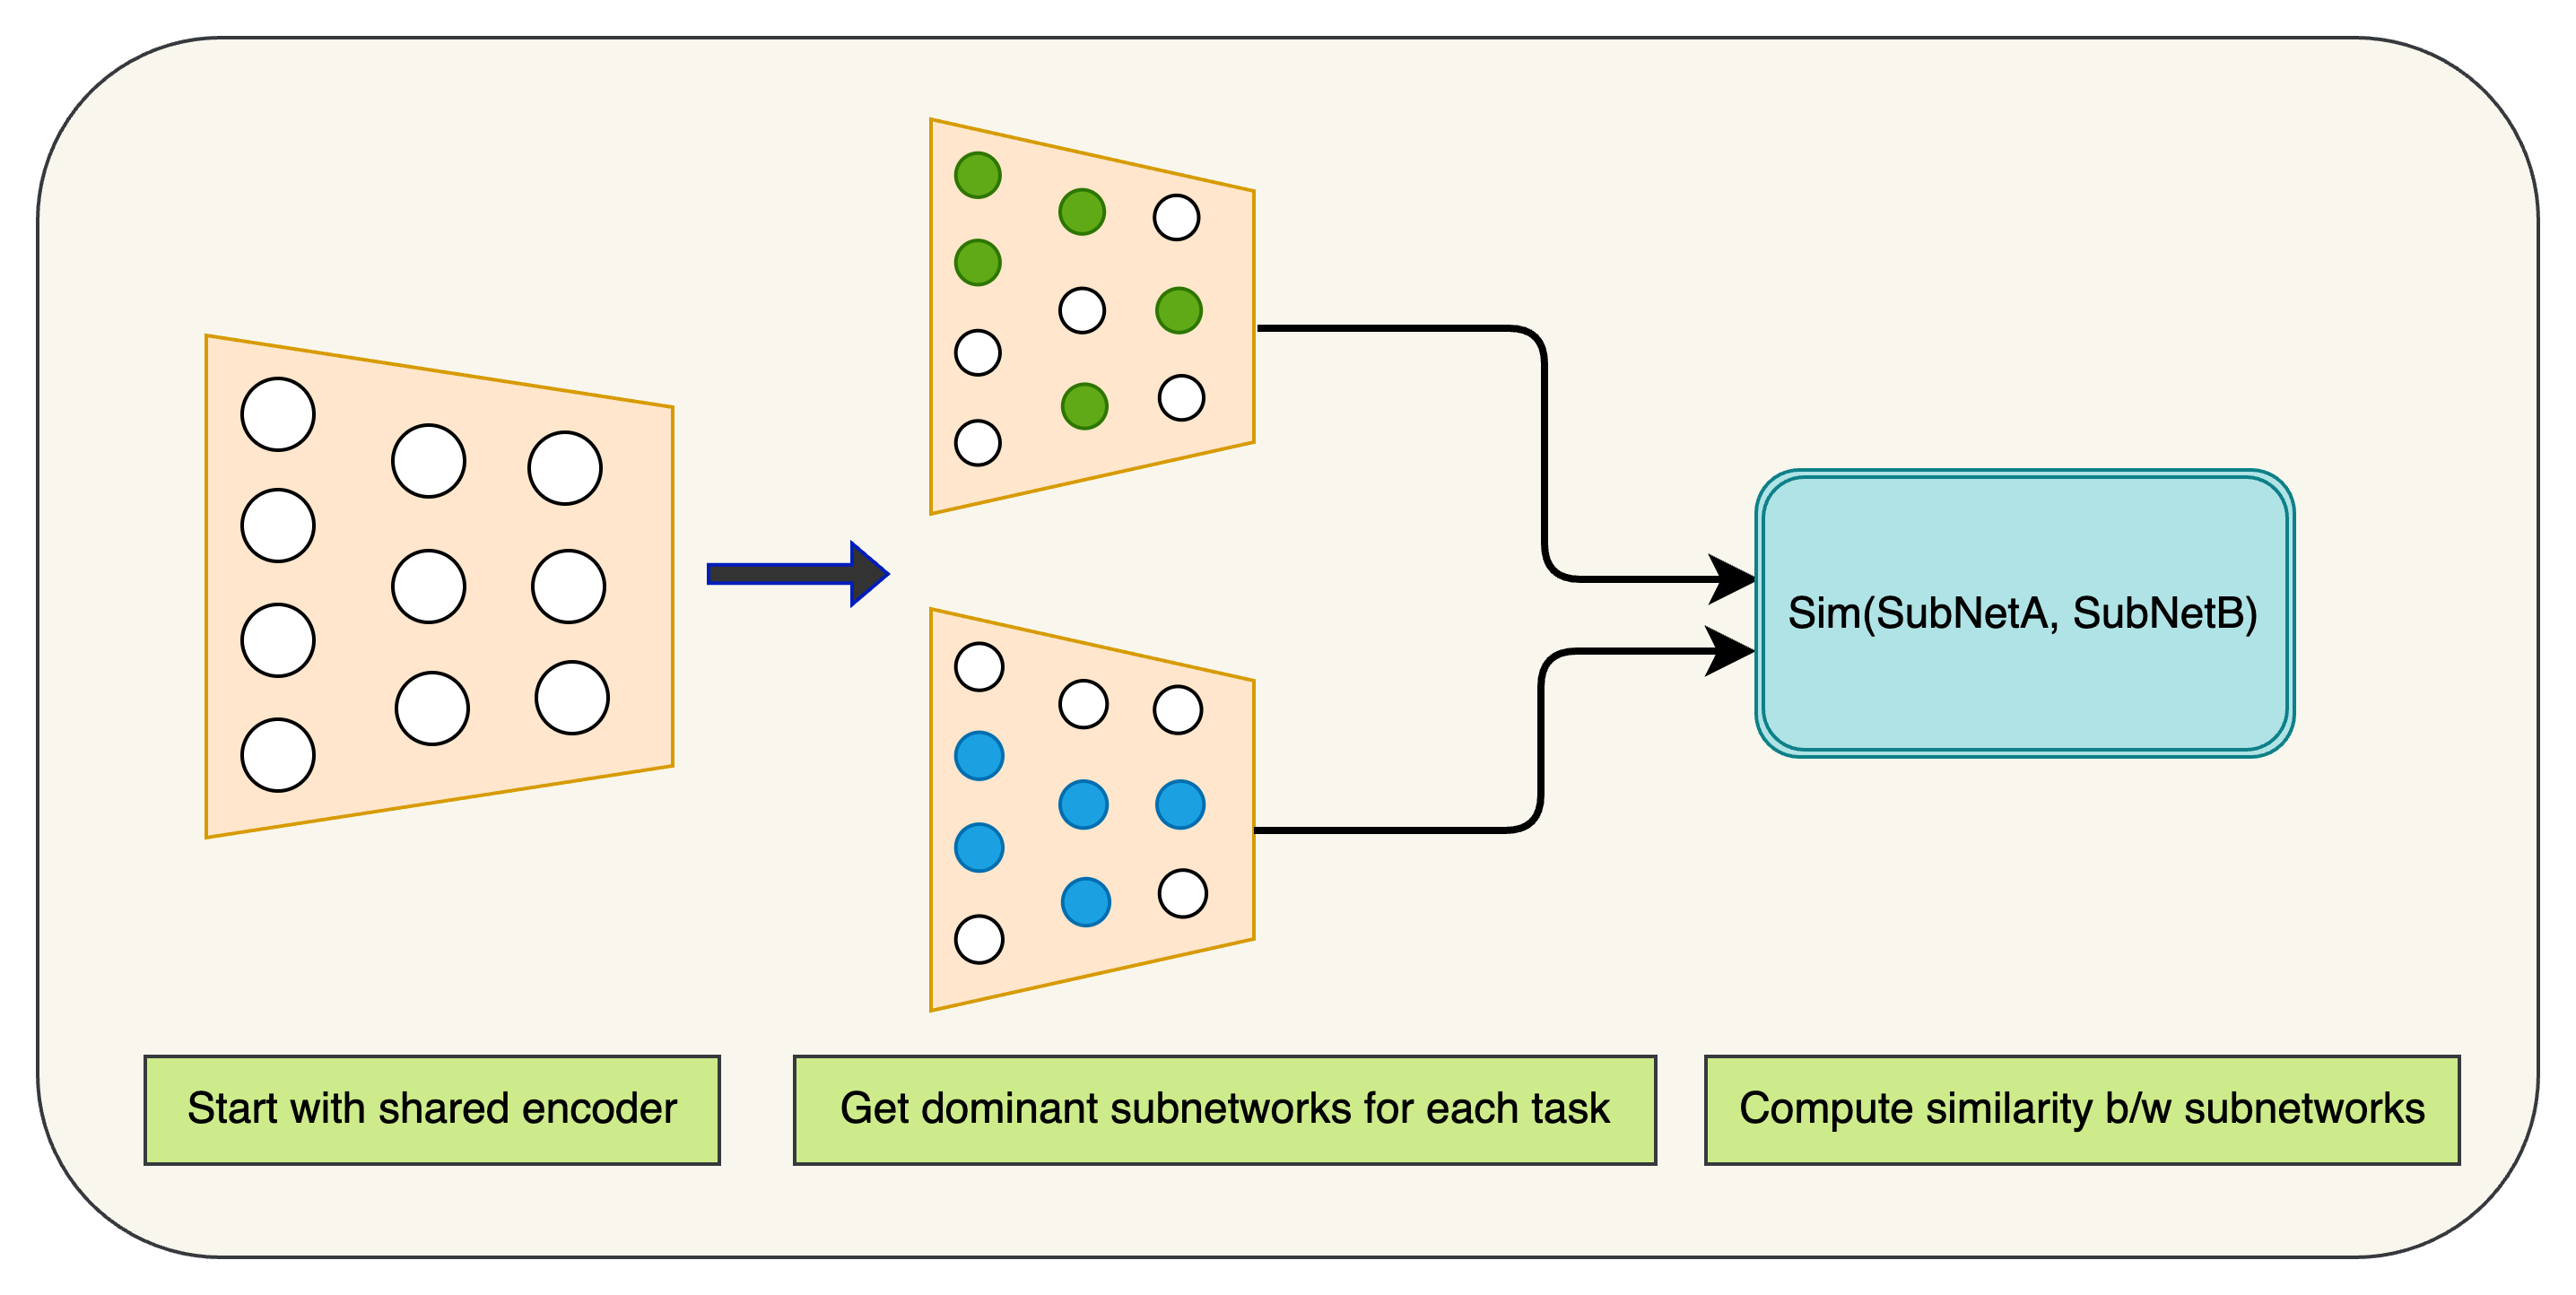 Sim(SubNetA, SubNetB)
Start with shared encoder
Get dominant subnetworks for each task
Compute similarity b/w subnetworks